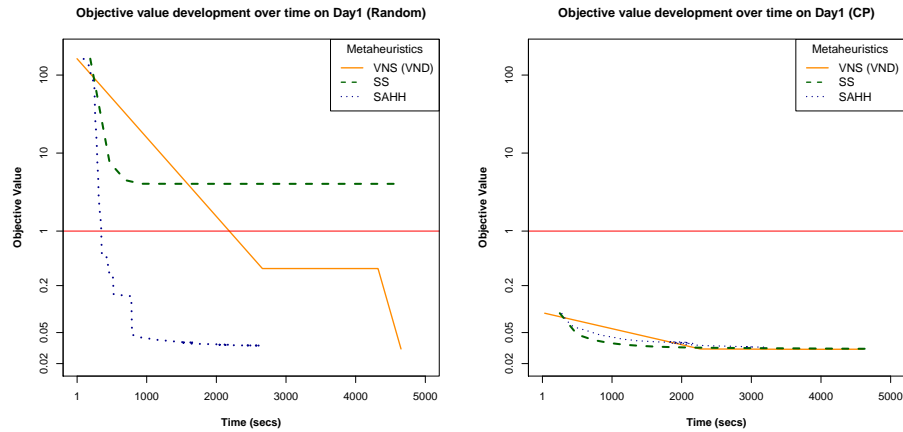 Objective value development over time on Day1 (Random)
Metaheuristics
VNS (VND)
SS
SAHH
Objective Value
100
10
1
0.2
0.05
0.02
1
1000
2000
3000
4000
5000
Time (secs)
Objective value development over time on Day1 (CP)
Metaheuristics
VNS (VND)
SS
SAHH
Objective Value
100
10
1
0.2
0.05
0.02
1
1000
2000
3000
4000
5000
Time (secs)